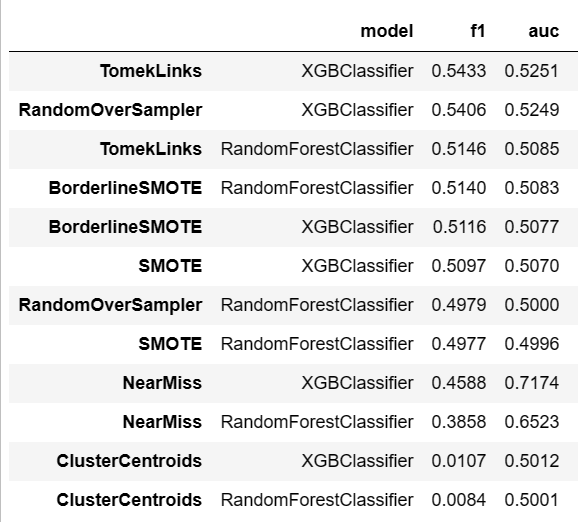 model f1 auc
TomekLinks XGBClassifier 0.5433 0.5251
RandomOverSampler XGBClassifier 0.5406 0.5249
TomekLinks RandomForestClassifier 0.5146 0.5085
BorderlineSMOTE RandomForestClassifier 0.5140 0.5083
BorderlineSMOTE XGBClassifier 0.5116 0.5077
SMOTE XGBClassifier 0.5097 0.5070
RandomOverSampler RandomForestClassifier 0.4979 0.5000
SMOTE RandomForestClassifier 0.4977 0.4996
NearMiss XGBClassifier 0.4588 0.7174
NearMiss RandomForestClassifier 0.3858 0.6523
ClusterCentroids XGBClassifier 0.0107 0.5012
ClusterCentroids RandomForestClassifier 0.0084 0.5001